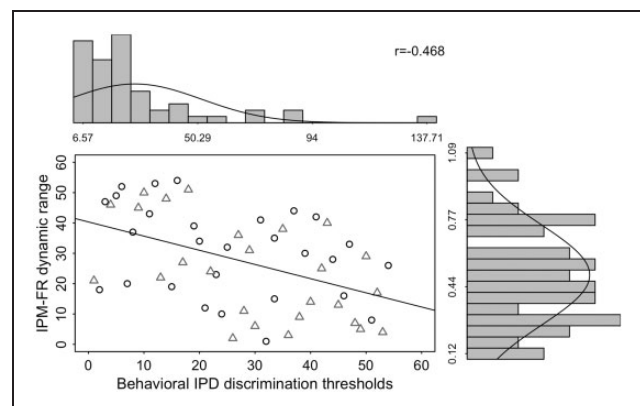 r=-0.468
6.57 50.29 94 137.71
60
50
40
30
20
10
0
IPM-FR dynamic range
0 10 20 30 40 50 60
Behavioral IPD discrimination thresholds
1.09
0.77
0.44
0.12